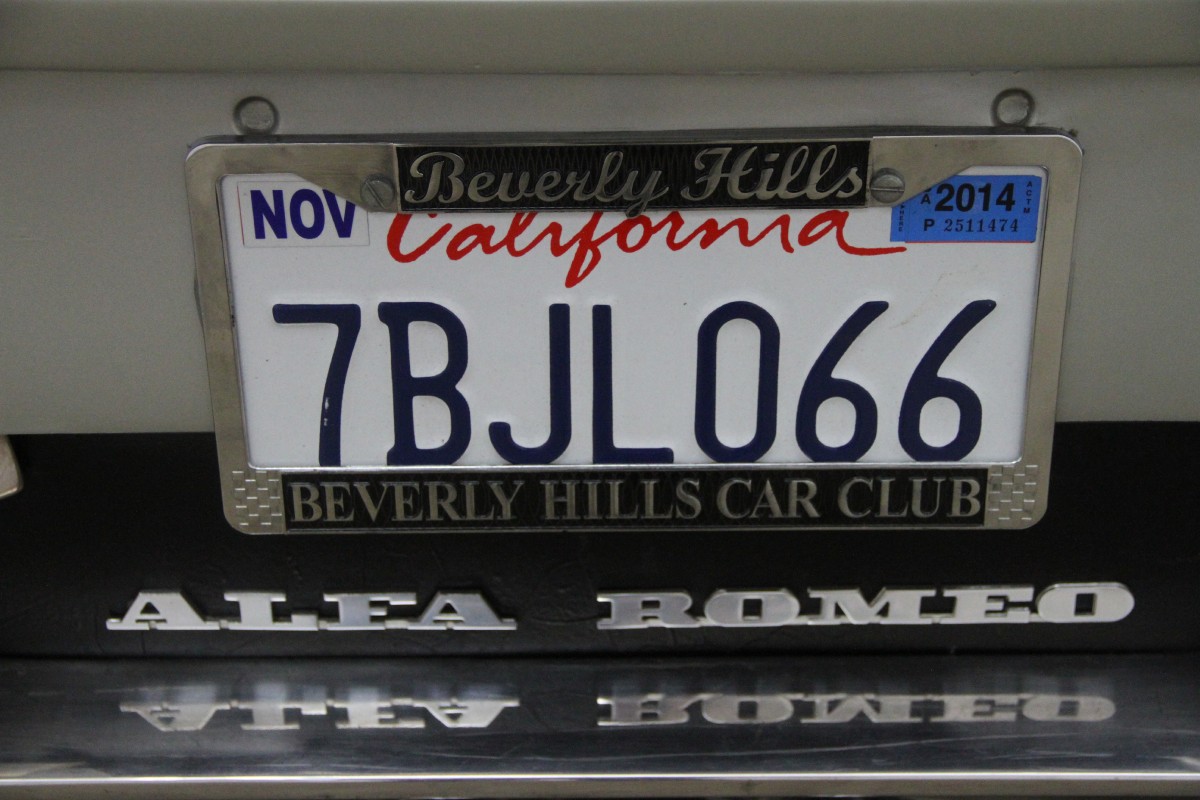 Beverly Hills
NOV
California
A 2014
P 2511474
7BJL066
BEVERLY HILLS CAR CLUB
ALFA ROMEO